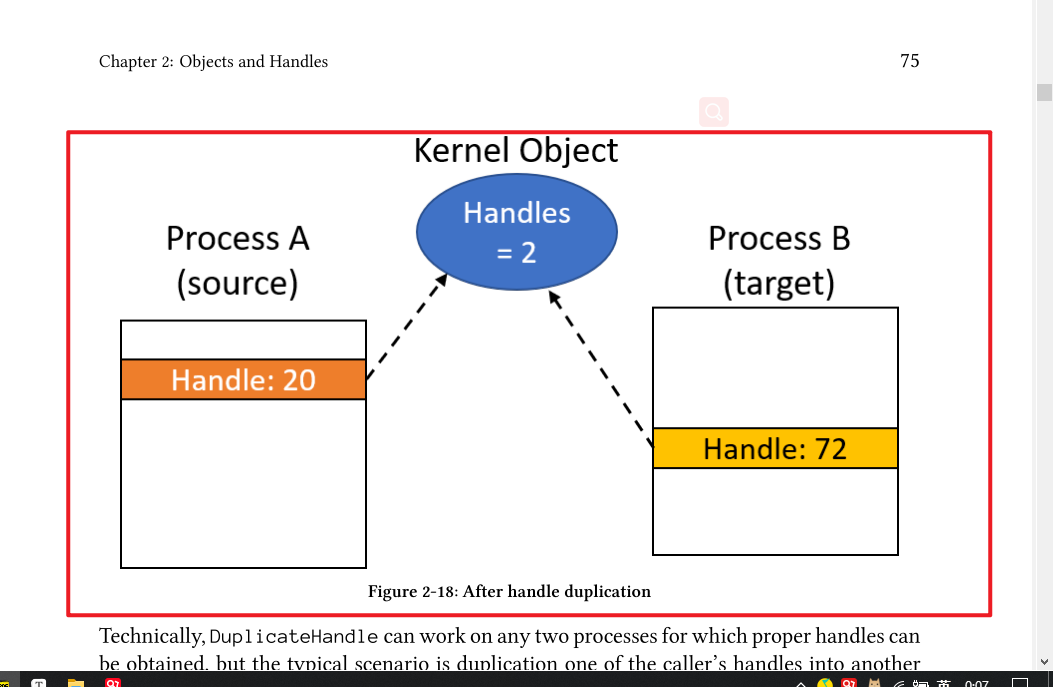 Chapter 2: Objects and Handles 75
Kernel Object
Handles
= 2
Process A
(source)
Process B
(target)
Handle: 20
Handle: 72
Figure 2-18: After handle duplication
Technically, DuplicateHandle can work on any two processes for which proper handles can
be obtained, but the typical scenario is duplication one of the caller's handles into another
英 0:07